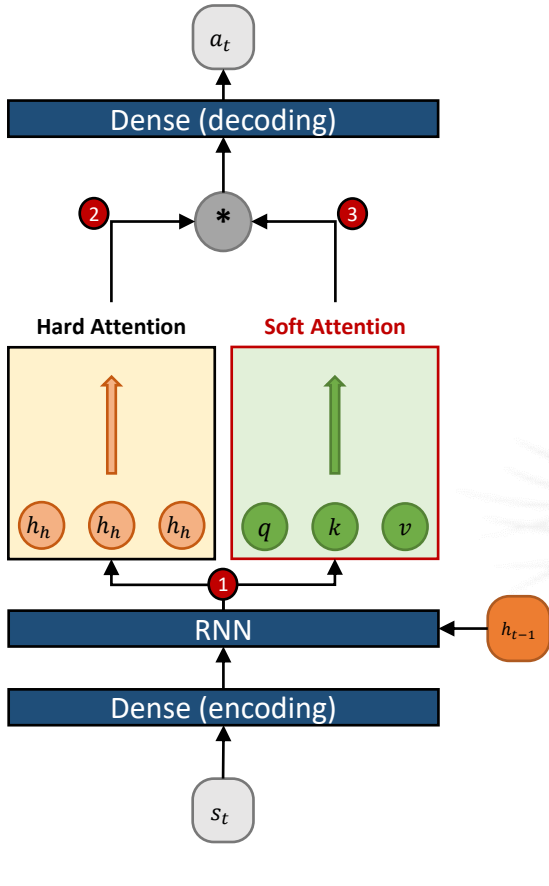 a_t
Dense (decoding)
2 * 3
Hard Attention Soft Attention
h_h h_h h_h q k v
1
RNN
h_{t-1}
Dense (encoding)
s_t